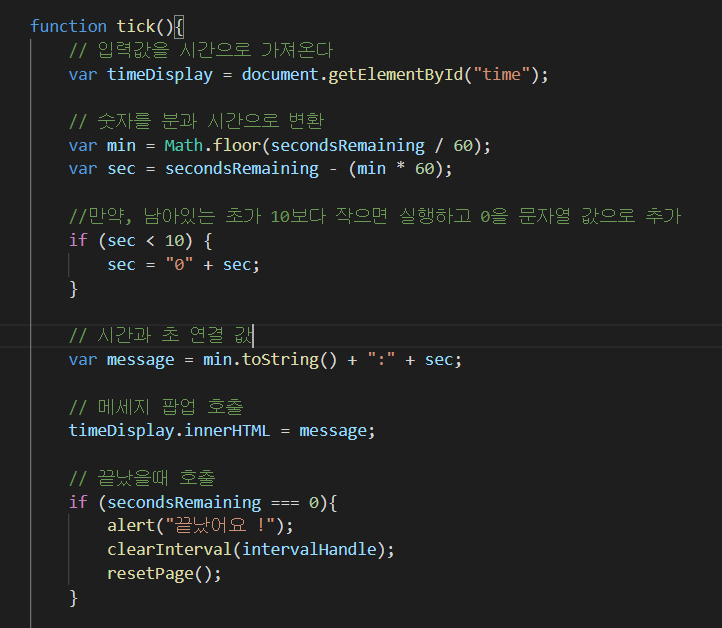 function tick(){
// 입력값을 시간으로 가져온다
var timeDisplay = document.getElementById("time");
// 숫자를 분과 시간으로 변환
var min = Math.floor(secondsRemaining / 60);
var sec = secondsRemaining - (min * 60);
//만약, 남아있는 초가 10보다 작으면 실행하고 0을 문자열 값으로 추가
if (sec < 10) {
sec = "0" + sec;
}
// 시간과 초 연결 값
var message = min.toString() + ":" + sec;
// 메세지 팝업 호출
timeDisplay.innerHTML = message;
// 끝났을때 호출
if (secondsRemaining === 0){
alert("끝났어요 !");
clearInterval(intervalHandle);
resetPage();
}